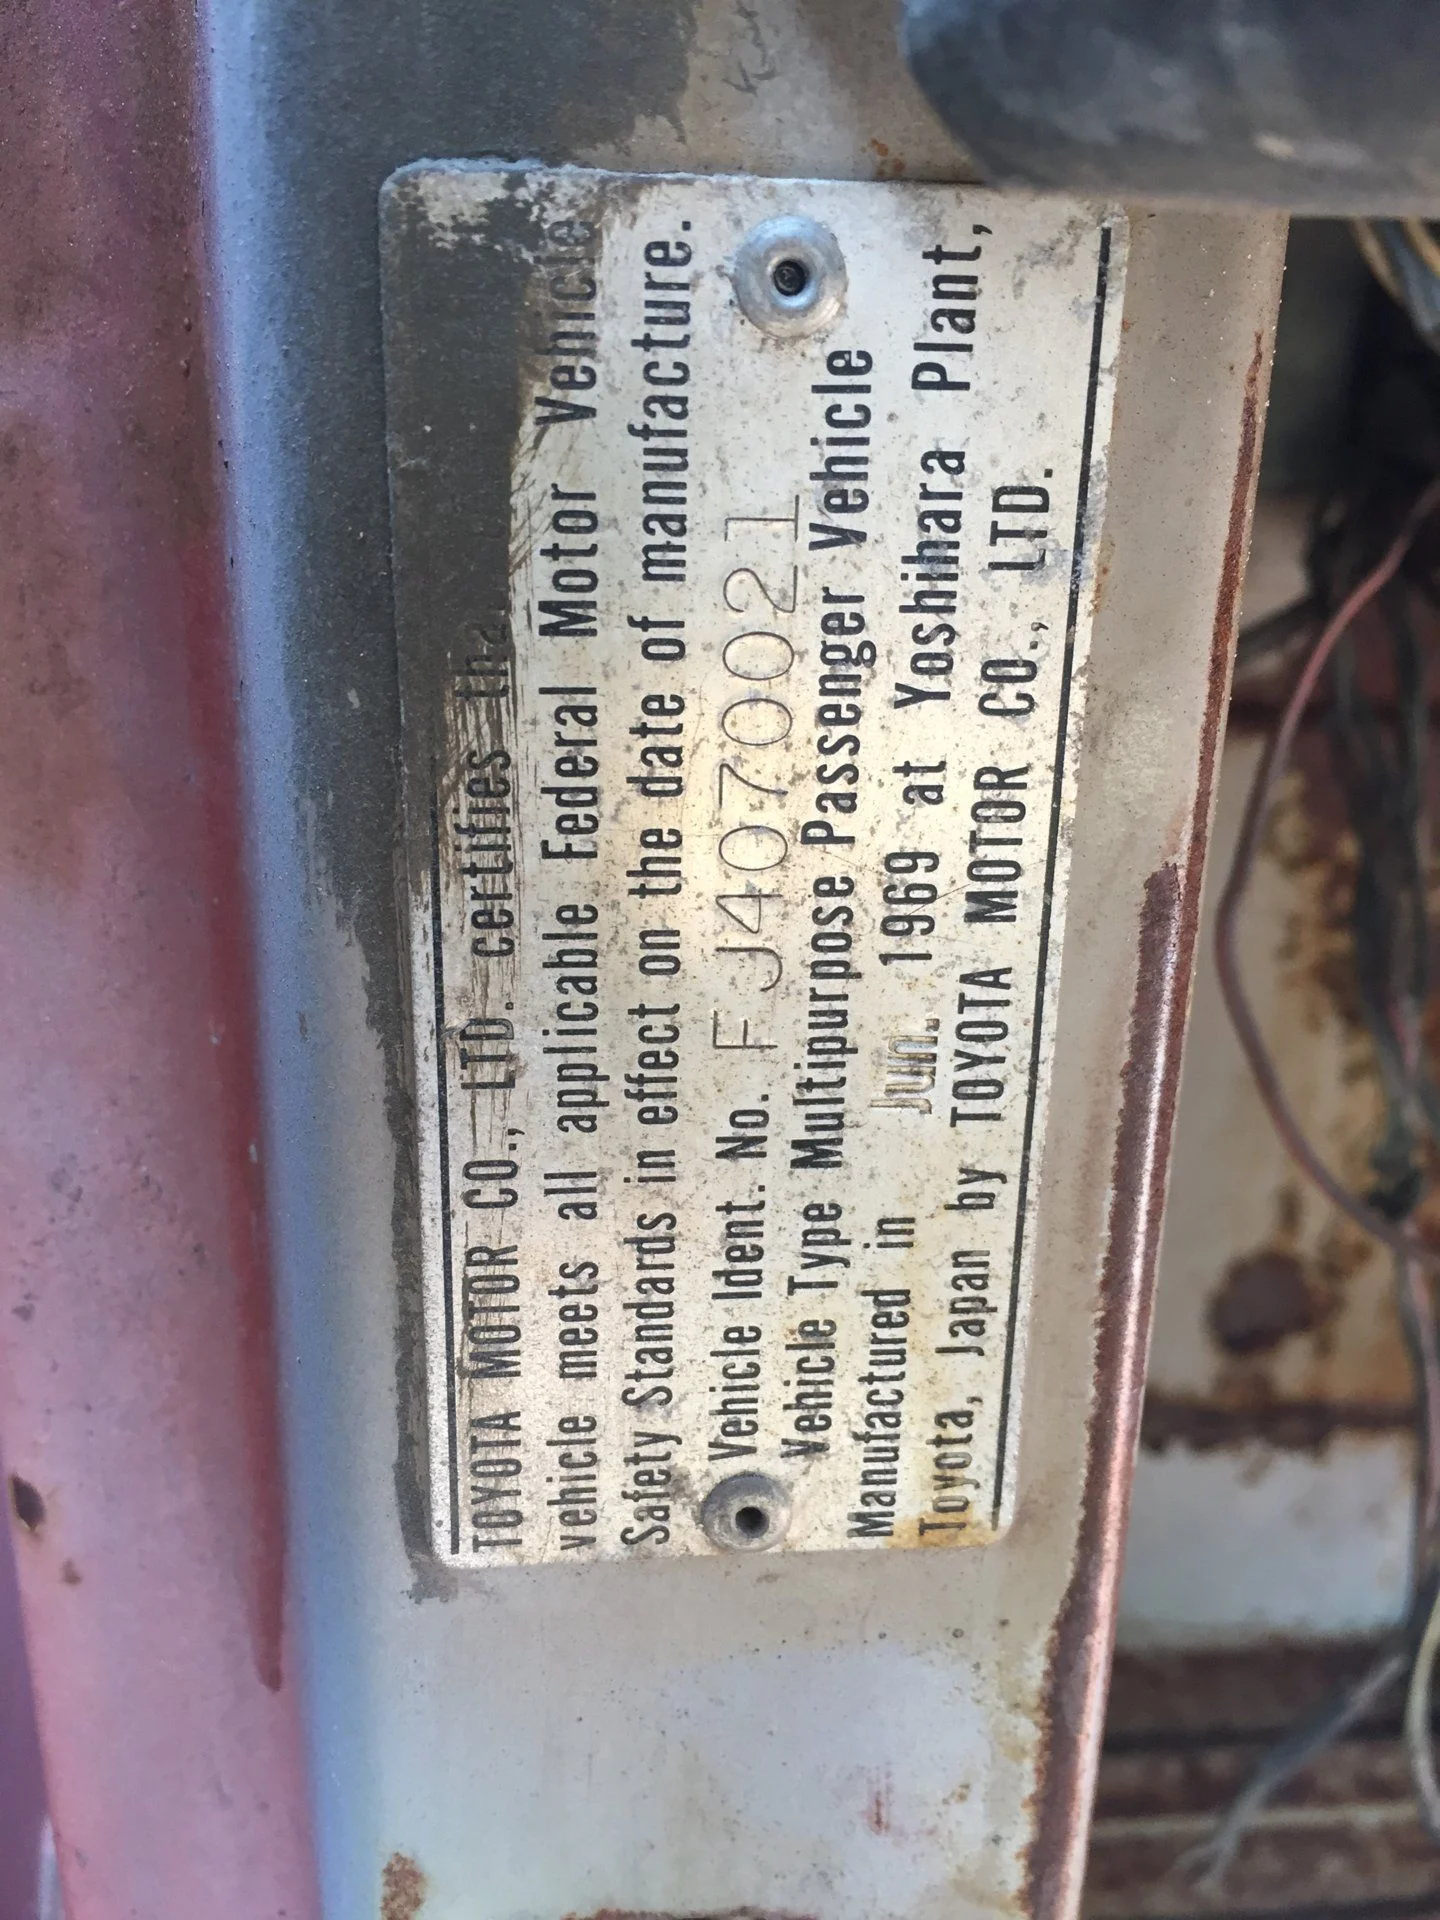 TOYOTA MOTOR CO., LTD. certifies
vehicle meets all applicable Federal Motor Vehicle
Safety Standards in effect on the date of manufacture.
Vehicle Ident. No. FJ4070021
Vehicle Type Multipurpose Passenger Vehicle
Manufactured in Jun. 1969 at Yoshihara Plant,
Toyota, Japan by TOYOTA MOTOR CO., LTD.